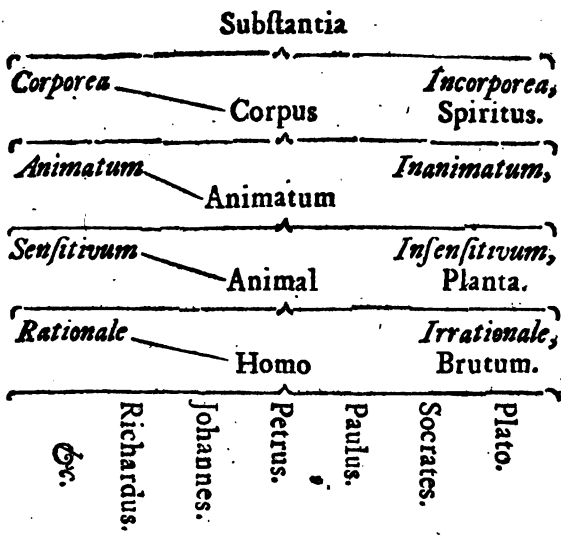 Subſtantia
Corporea Incorporea,
Corpus Spiritus.
Animatum Inanimatum,
Animatum
Senſitivum Inſenſitivum,
Animal Planta.
Rationale Irrationale,
Homo Brutum.
Plato.
Socrates.
Paulus.
Petrus.
Johannes.
Richardus.
&c.